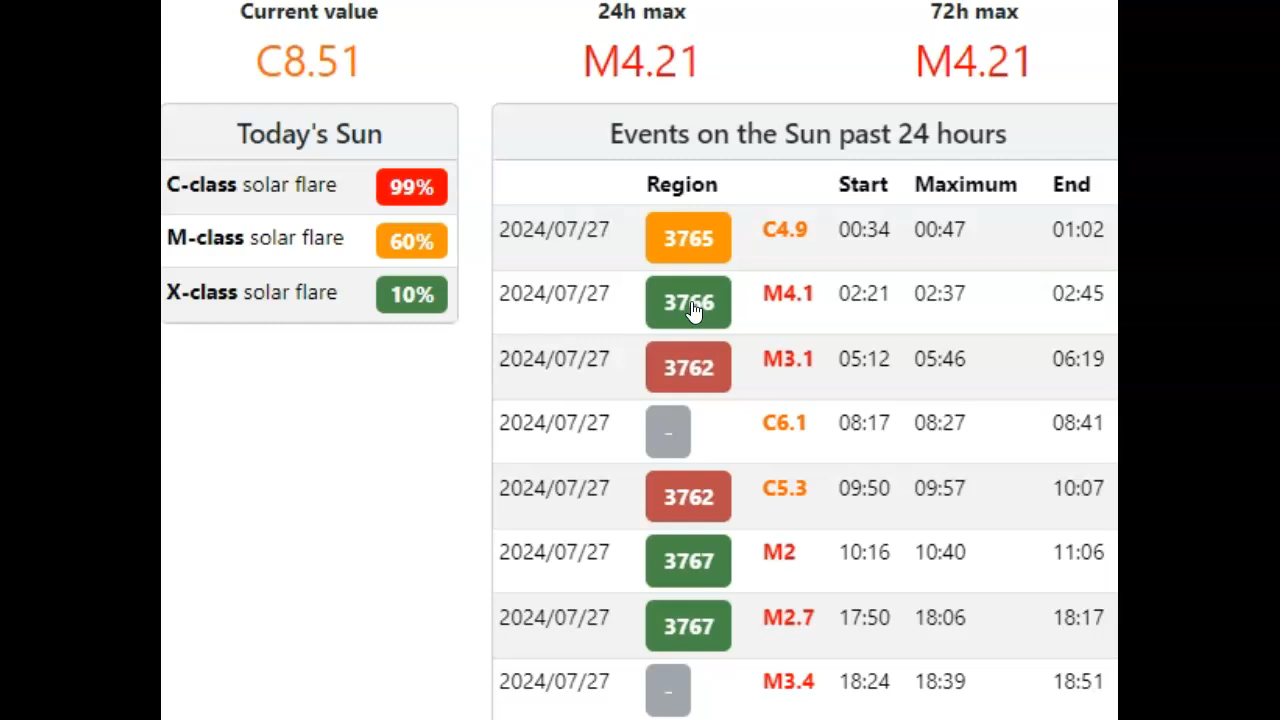 Current value 24h max 72h max
C8.51 M4.21 M4.21
Today's Sun
C-class solar flare 99%
M-class solar flare 60%
X-class solar flare 10%
Events on the Sun past 24 hours
Region Start Maximum End
2024/07/27 3765 C4.9 00:34 00:47 01:02
2024/07/27 3766 M4.1 02:21 02:37 02:45
2024/07/27 3762 M3.1 05:12 05:46 06:19
2024/07/27 - C6.1 08:17 08:27 08:41
2024/07/27 3762 C5.3 09:50 09:57 10:07
2024/07/27 3767 M2 10:16 10:40 11:06
2024/07/27 3767 M2.7 17:50 18:06 18:17
2024/07/27 - M3.4 18:24 18:39 18:51